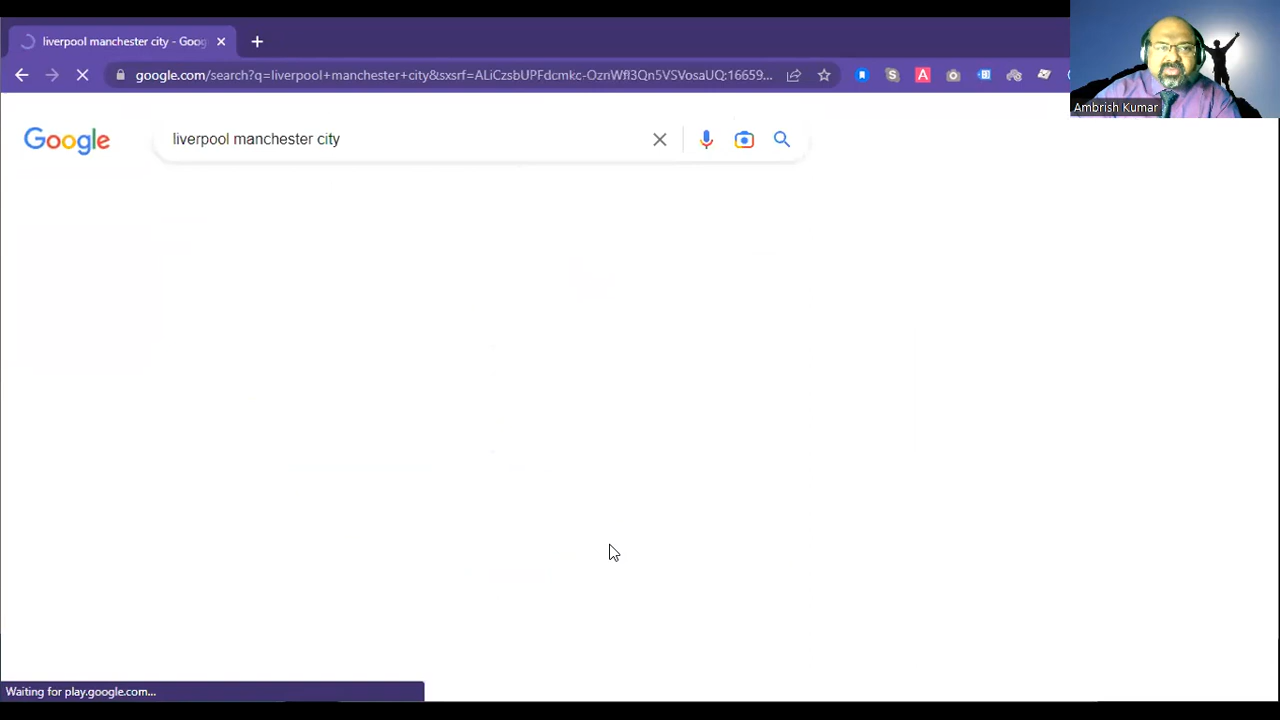 liverpool manchester city - Goog
google.com/search?q=liverpool+manchester+city&sxsrf=ALiCzsbUPFdcmkc-OznWfI3Qn5VSVosaUQ:16659...
A
Ambrish Kumar
Google
liverpool manchester city
Waiting for play.google.com...